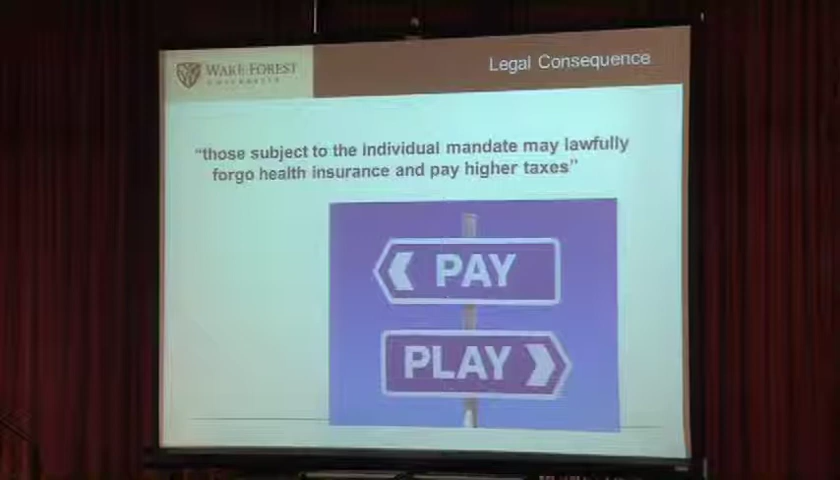 WAKE FOREST
UNIVERSITY
Legal Consequence
“those subject to the individual mandate may lawfully
forgo health insurance and pay higher taxes”
PAY
PLAY